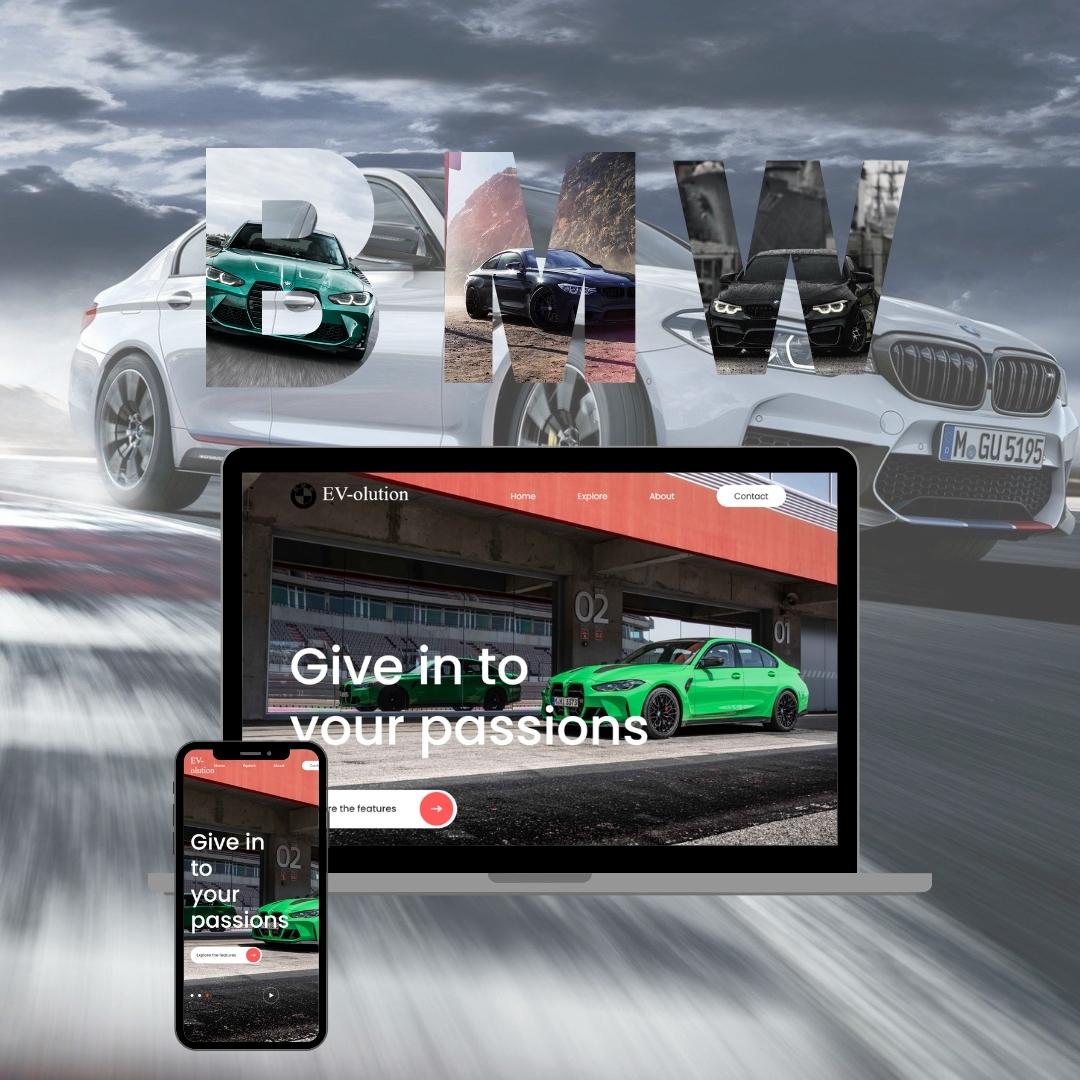 BMW
M GU 5195
EV-olution
Home
Explore
About
Contact
02
01
Give in to
your passions
re the features
EV-
olution
Home
Explore
About
02
Give in
to
your
passions
Explore the features